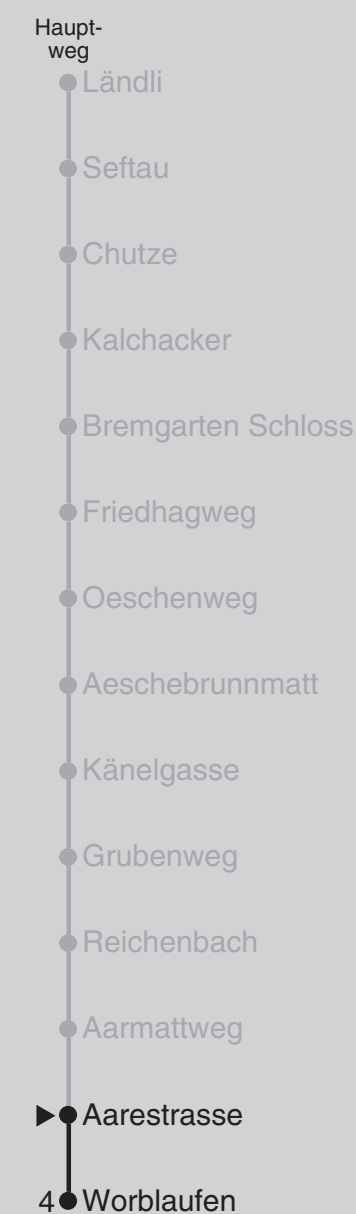 Haupt-
weg
Ländli
Seftau
Chutze
Kalchacker
Bremgarten Schloss
Friedhagweg
Oeschenweg
Aeschebrunnmatt
Känelgasse
Grubenweg
Reichenbach
Aarmattweg
Aarestrasse
4 Worblaufen